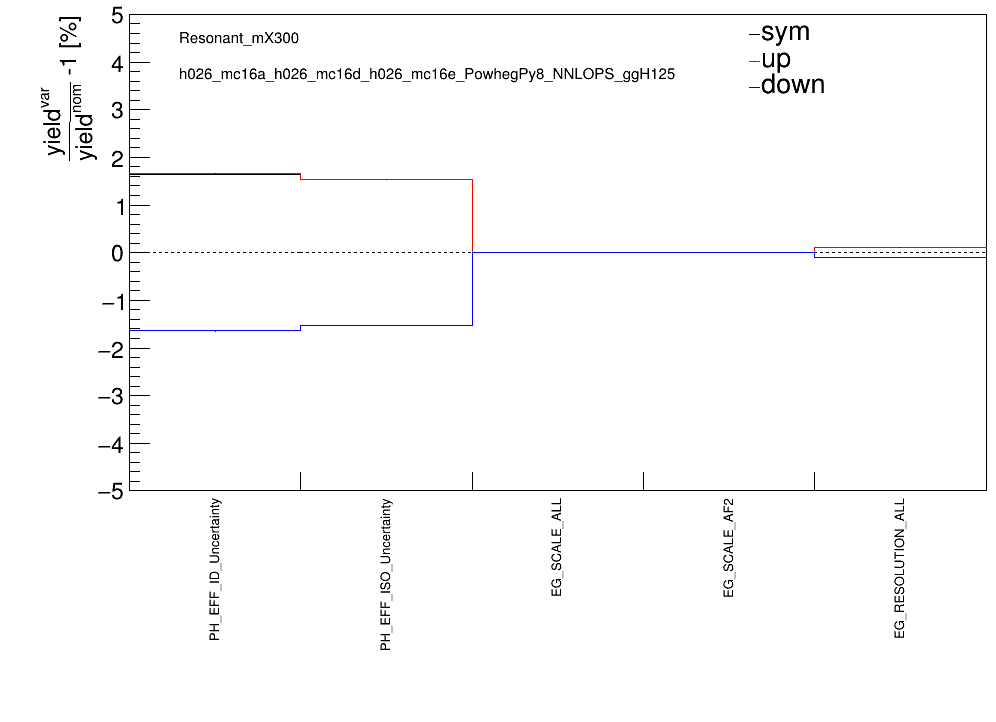 yield^var
yield^nom -1 [%]
5
4
3
2
1
0
−1
−2
−3
−4
−5
Resonant_mX300
h026_mc16a_h026_mc16d_h026_mc16e_PowhegPy8_NNLOPS_ggH125
sym
up
down
PH_EFF_ID_Uncertainty
PH_EFF_ISO_Uncertainty
EG_SCALE_ALL
EG_SCALE_AF2
EG_RESOLUTION_ALL